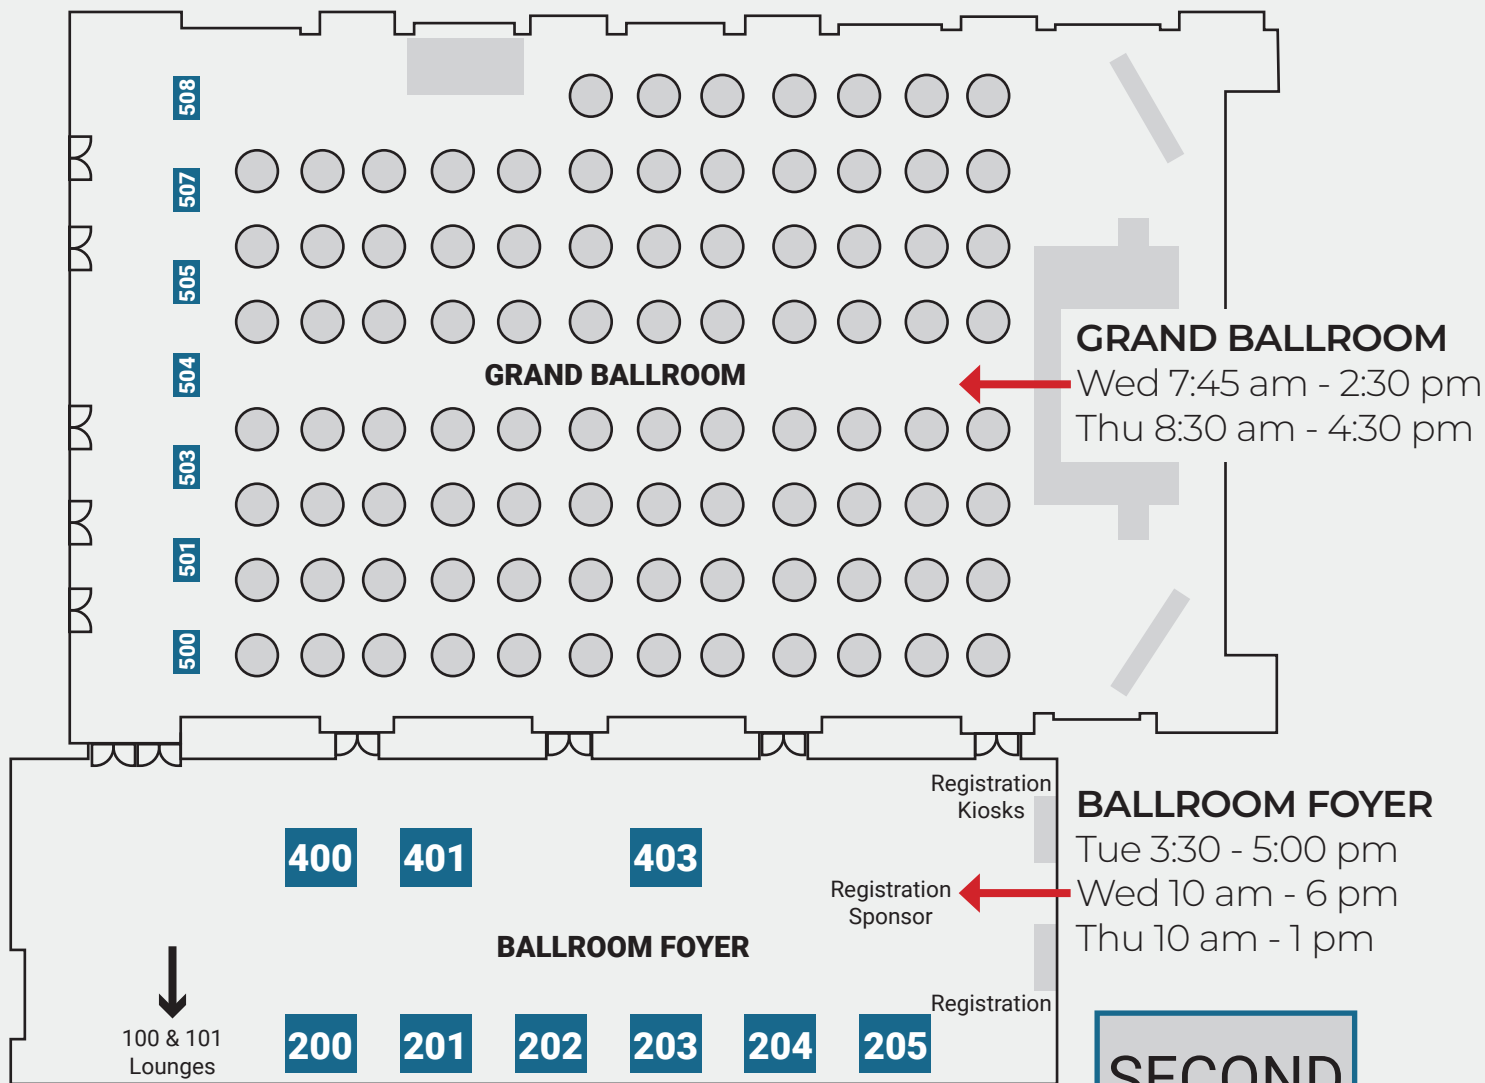 508
507
505
504
503
501
500
GRAND BALLROOM
GRAND BALLROOM
Wed 7:45 am - 2:30 pm
Thu 8:30 am - 4:30 pm
Registration
Kiosks
400
401
403
Registration
Sponsor
BALLROOM FOYER
BALLROOM FOYER
Tue 3:30 - 5:00 pm
Wed 10 am - 6 pm
Thu 10 am - 1 pm
Registration
100 & 101
Lounges
200
201
202
203
204
205
SECOND